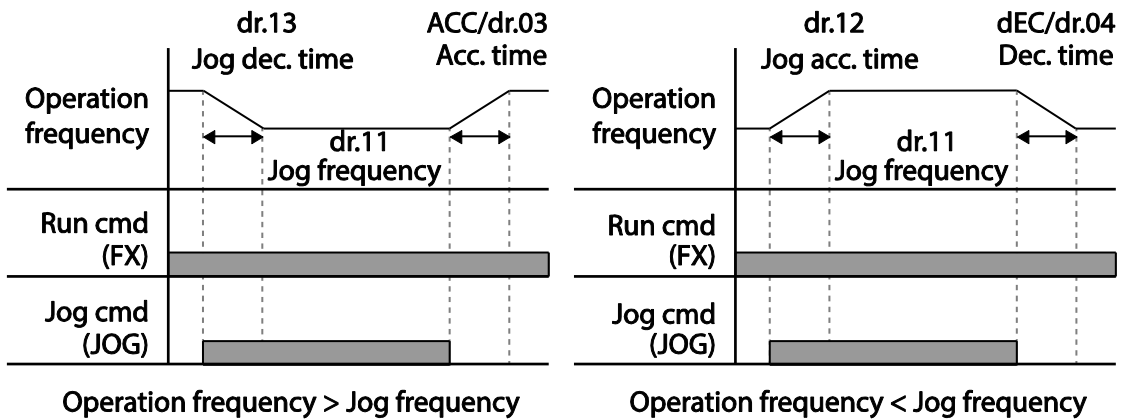 dr.13
Jog dec. time
ACC/dr.03
Acc. time
Operation
frequency
dr.11
Jog frequency
Run cmd
(FX)
Jog cmd
(JOG)
Operation frequency > Jog frequency
dr.12
Jog acc. time
dEC/dr.04
Dec. time
Operation
frequency
dr.11
Jog frequency
Run cmd
(FX)
Jog cmd
(JOG)
Operation frequency < Jog frequency